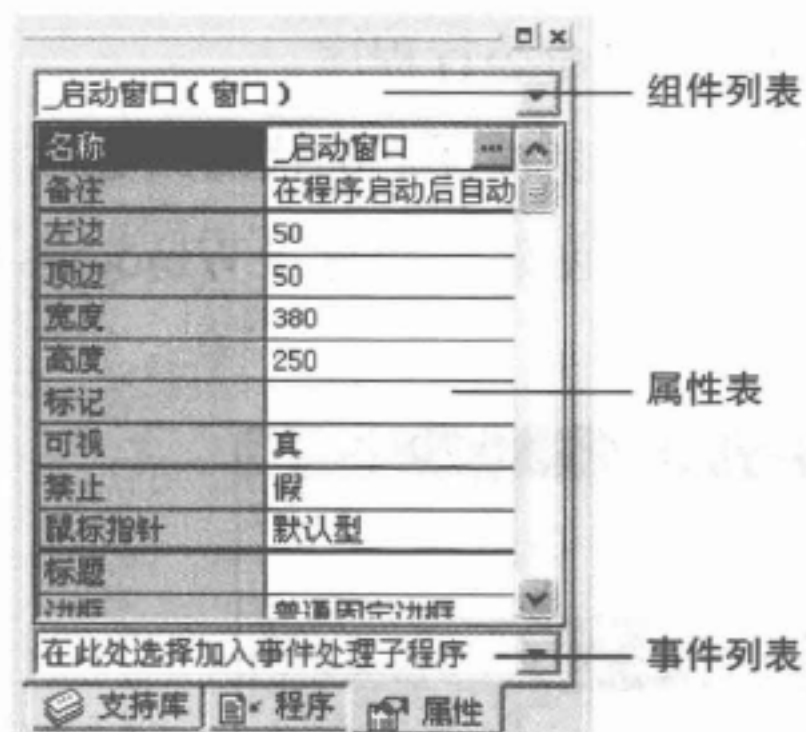 _启动窗口(窗口)
组件列表
名称 _启动窗口 ...
备注 在程序启动后自动
左边 50
顶边 50
宽度 380
高度 250
标记
属性表
可视 真
禁止 假
鼠标指针 默认型
标题
边框 普通固定边框
在此处选择加入事件处理子程序
事件列表
支持库 程序 属性